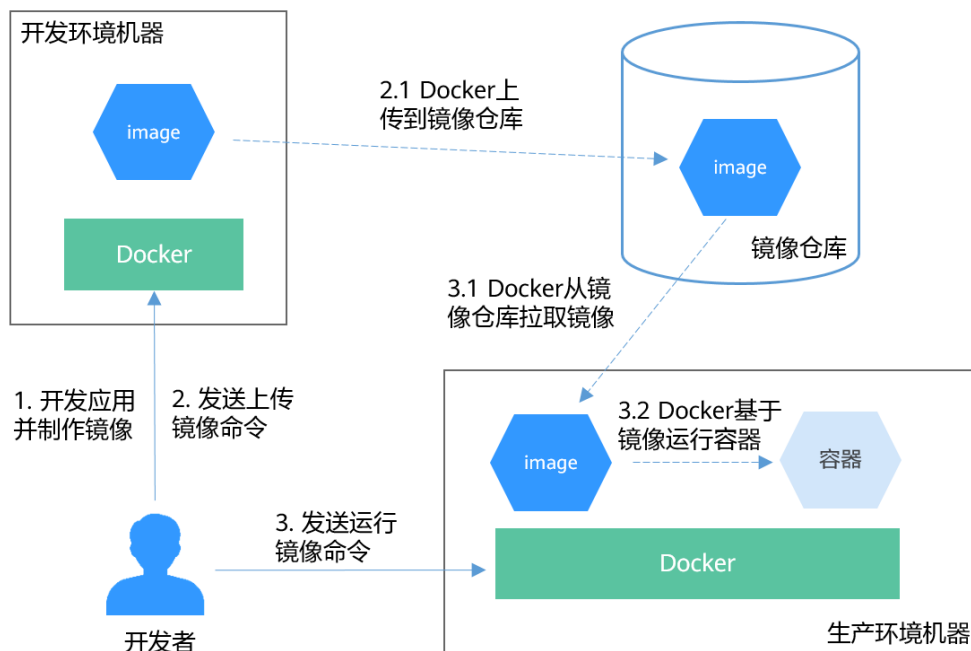 开发环境机器
image
2.1 Docker上
传到镜像仓库
image
Docker
镜像仓库
3.1 Docker从镜
像仓库拉取镜像
1. 开发应用
并制作镜像
2. 发送上传
镜像命令
3.2 Docker基于
镜像运行容器
image
容器
3. 发送运行
镜像命令
Docker
开发者
生产环境机器